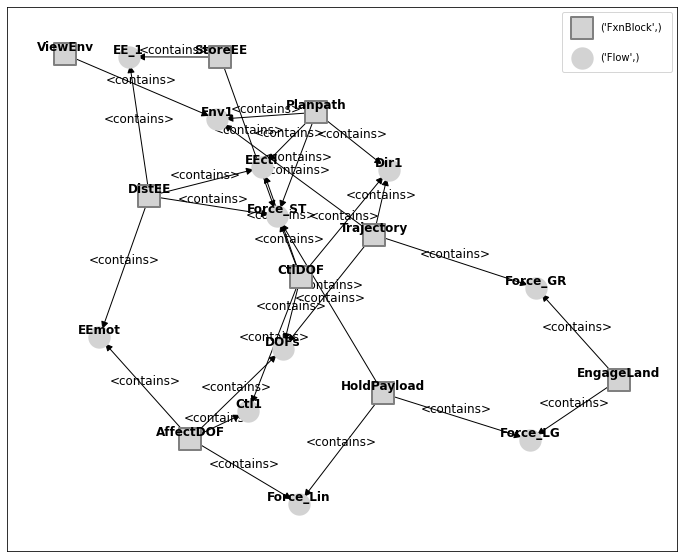 ('FxnBlock',)
('Flow',)
ViewEnv
EE_1
<contains>
StoreEE
<contains>
Env1
<contains>
Planpath
<contains>
<contains>
<contains>
<contains>
<contains>
EEctl
<contains>
Dir1
<contains>
DistEE
<contains>
<contains>
Force_ST
<contains>
<contains>
Trajectory
<contains>
<contains>
<contains>
CtlDOF
<contains>
Force_GR
<contains>
<contains>
EEmot
<contains>
DOFs
<contains>
<contains>
EngageLand
<contains>
HoldPayload
<contains>
Ctl1
<contains>
<contains>
AffectDOF
<contains>
Force_LG
<contains>
<contains>
Force_Lin